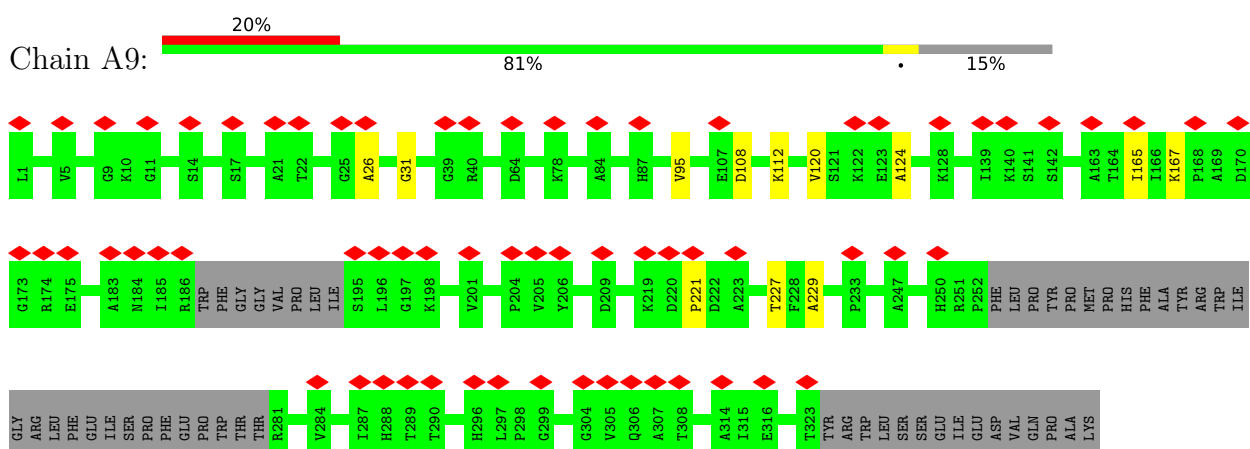 20%
Chain A9:
81% • 15%
L1 V5 G9 K10 G11 S14 S17 A21 T22 G25 A26 G31 G39 R40 D64 K78 A84 H87 V95 E107 D108 K112 V120 S121 K122 E123 A124 K128 I139 K140 S141 S142 A163 T164 I165 I166 K167 P168 A169 D170
G173 R174 E175 A183 N184 I185 R186 TRP PHE GLY GLY VAL PRO LEU ILE S195 L196 G197 K198 V201 P204 V205 Y206 D209 K219 D220 P221 D222 A223 T227 F228 A229 P233 A247 H250 R251 P252 PHE LEU PRO TYR PRO MET PRO HIS PHE ALA TYR ARG TRP ILE
GLY ARG LEU PHE GLU ILE SER PRO PHE GLU PRO TRP THR THR R281 V284 I287 H288 T289 T290 H296 L297 P298 G299 G304 V305 Q306 A307 T308 A314 I315 E316 T323 TYR ARG TRP LEU SER SER GLU ILE GLU ASP VAL GLN PRO ALA LYS